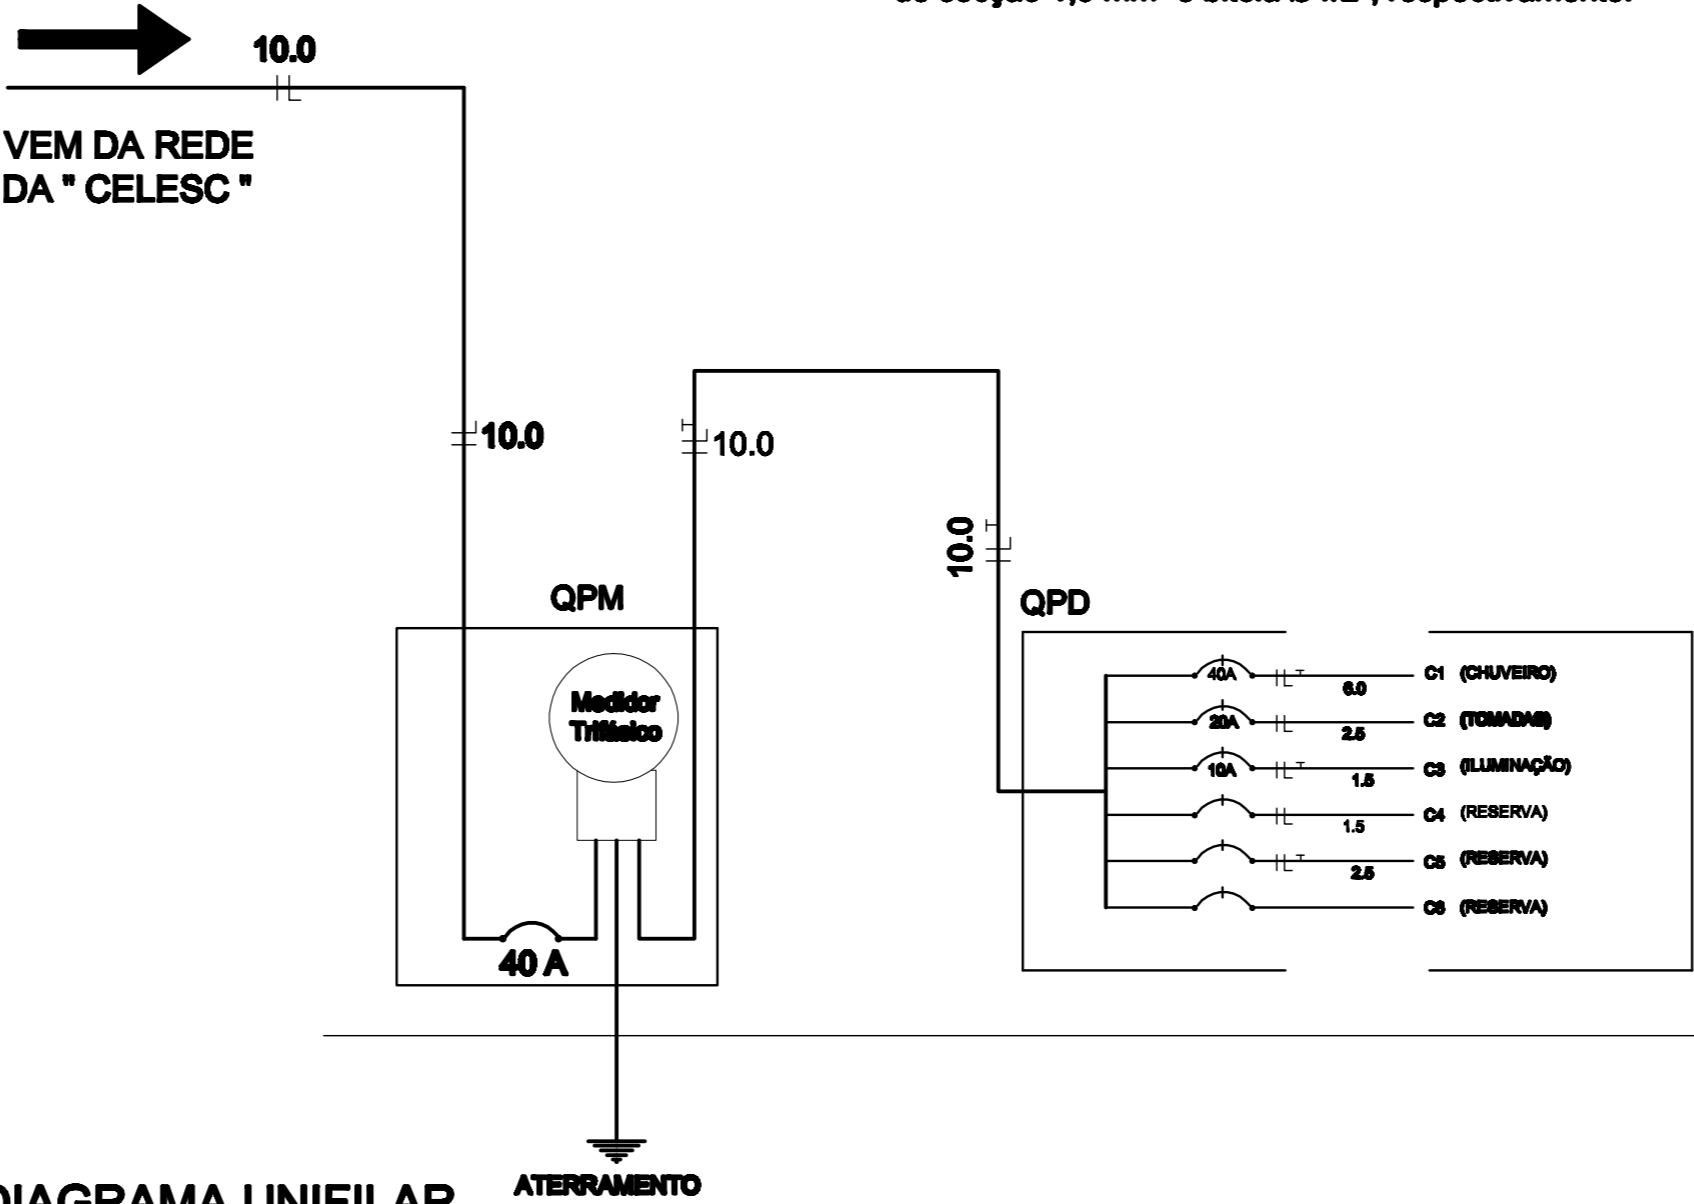 10.0
VEM DA REDE
DA " CELESC "
10.0
10.0
10.0
QPM
QPD
Medidor
Trifásico
40 A
40A
6.0
C1 (CHUVEIRO)
20A
2.5
C2 (TOMADAS)
10A
1.5
C3 (ILUMINAÇÃO)
1.5
C4 (RESERVA)
2.5
C5 (RESERVA)
C6 (RESERVA)
ATERRAMENTO
DIAGRAMA UNIFILAR